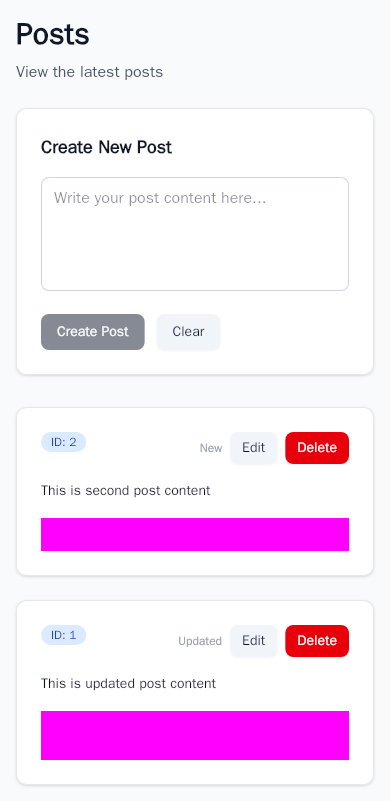 Posts
View the latest posts
Create New Post
Write your post content here...
Create Post Clear
ID: 2 New Edit Delete
This is second post content
ID: 1 Updated Edit Delete
This is updated post content